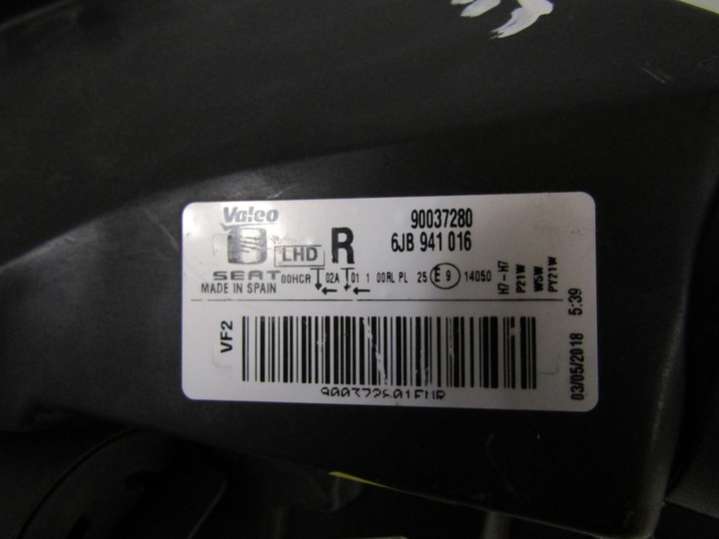 Valeo
90037280
6JB 941 016
LHD
R
SEAT
MADE IN SPAIN
00HCR 02A 01 1 00RL PL 25 E 9 14050
H7-H7
P21W
W5W
PY21W
VF2
03/05/2018 5:39